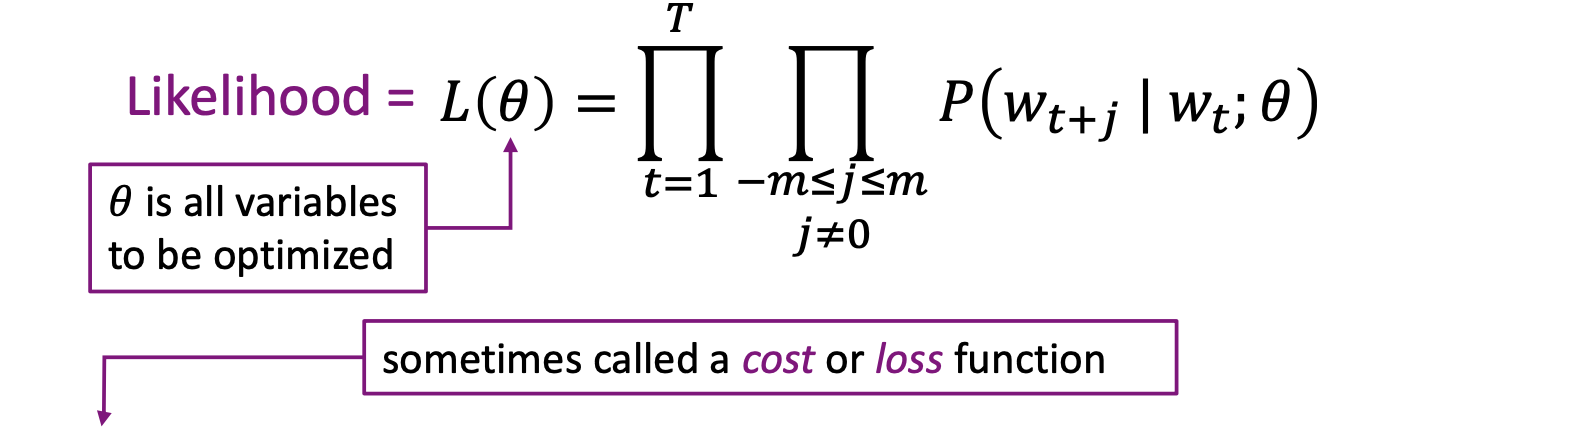 Likelihood = L(θ) = ∏_{t=1}^{T} ∏_{-m≤j≤m, j≠0} P(w_{t+j} | w_t; θ)
θ is all variables
to be optimized
sometimes called a cost or loss function